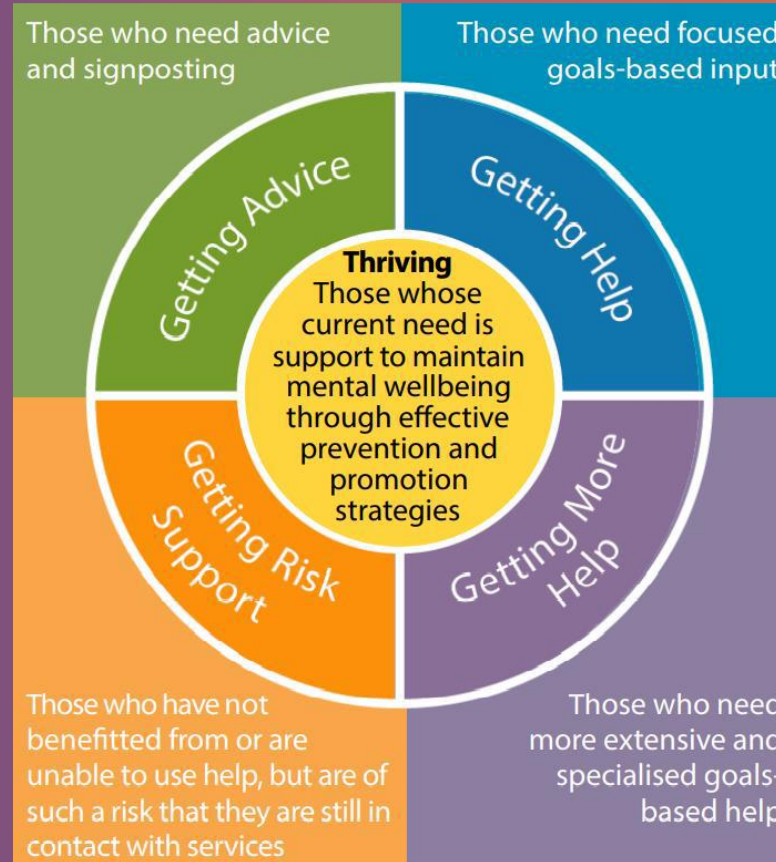 Those who need advice
and signposting
Those who need focused
goals-based input
Getting Advice
Getting Help
Thriving
Those whose
current need is
support to maintain
mental wellbeing
through effective
prevention and
promotion
strategies
Getting Risk
Support
Getting More
Help
Those who have not
benefitted from or are
unable to use help, but are of
such a risk that they are still in
contact with services
Those who need
more extensive and
specialised goals-
based help